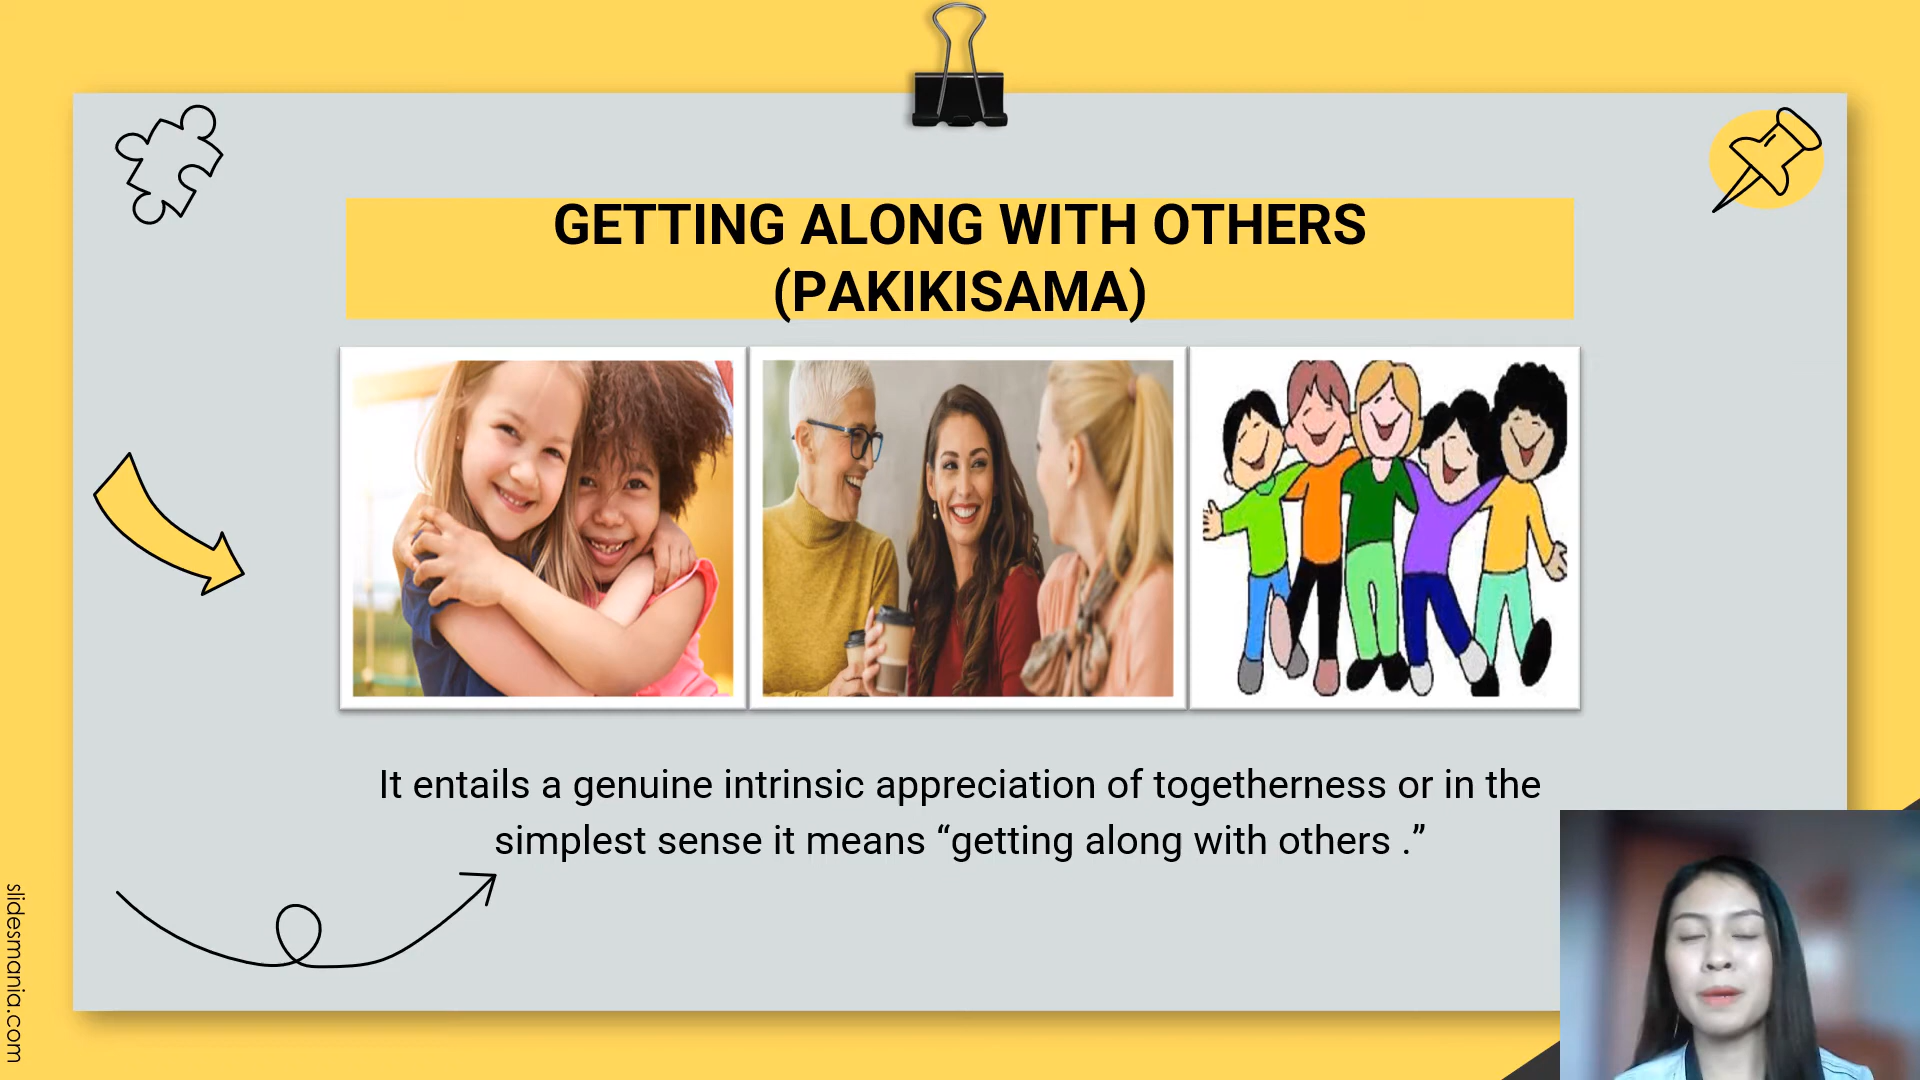 GETTING ALONG WITH OTHERS
(PAKIKISAMA)
It entails a genuine intrinsic appreciation of togetherness or in the
simplest sense it means “getting along with others .”
slidesmania.com